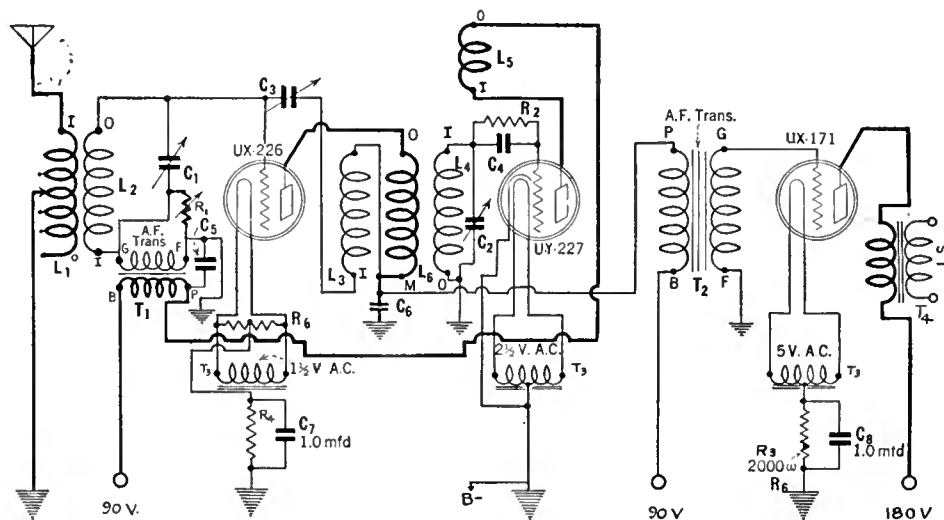 O
L5
I
C3
R2
A.F. Trans.
P
G
I
O
UX-226
O
I
C4
UX-171
L4
C1
L2
R1
C5
A.F.
Trans
G
F
C2
UY-227
L1
O
I
L3
I
L6
M
O
B
T1
P
C6
B
T2
F
T4
R6
T3
1½ V A.C.
2½ V. A.C.
T3
5 V. A.C.
T3
R4
C7
1.0 mfd
R3
2000 ω
C8
1.0 mfd
B-
R6
90 V.
90 V
180 V